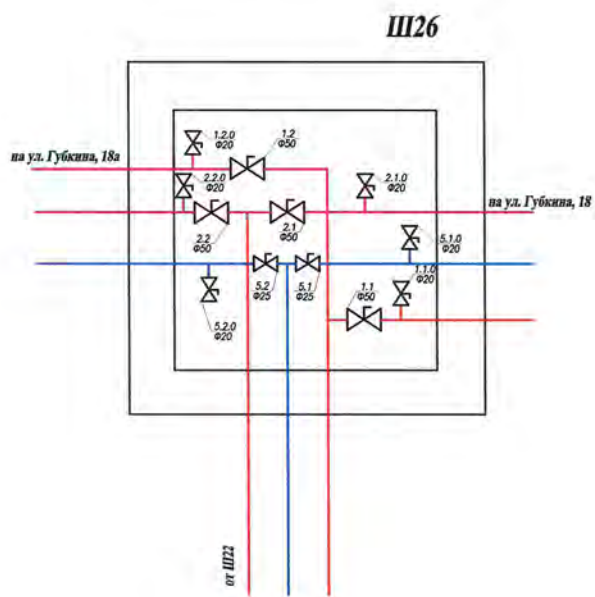 Ш26
1.2.0
Ф20
1.2
Ф50
на ул. Губкина, 18а
2.2.0
Ф20
2.1.0
Ф20
на ул. Губкина, 18
2.2
Ф50
2.1
Ф50
5.1.0
Ф20
5.2
Ф25
5.1
Ф25
1.1
Ф50
1.1.0
Ф20
5.2.0
Ф20
от Ш22